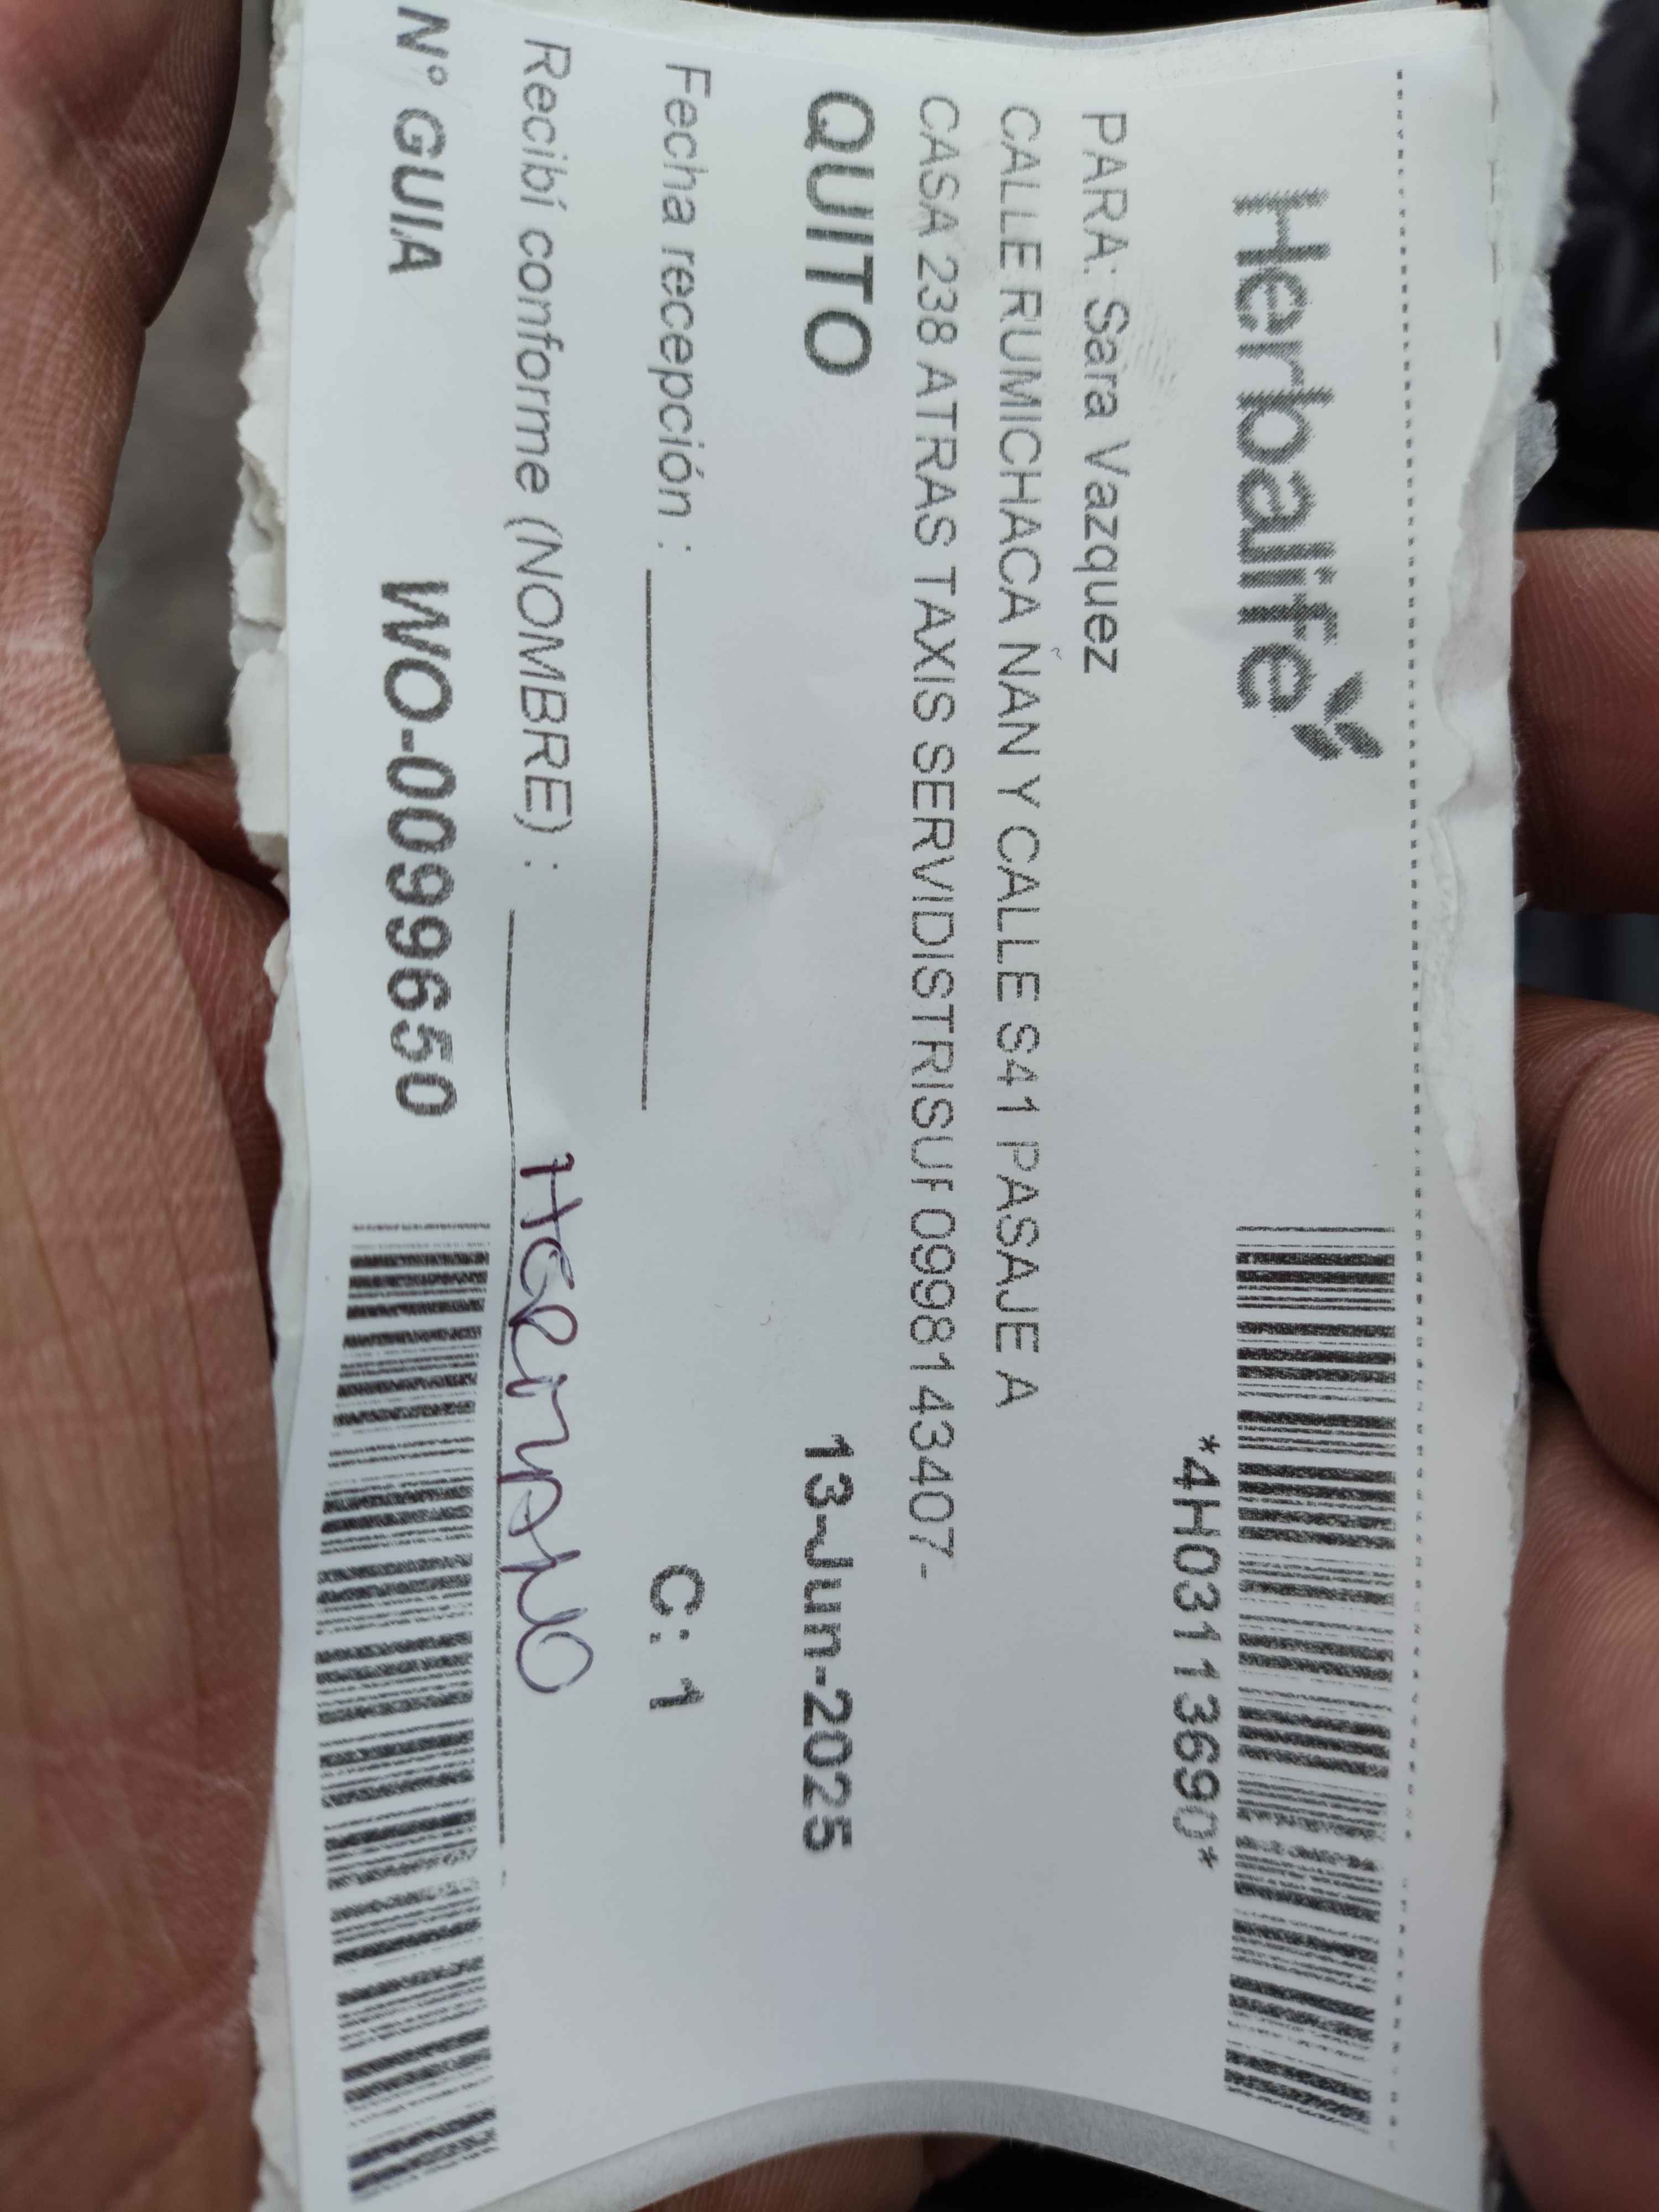 Herbalife
*4H03113690*
PARA: Sara Vazquez
CALLE RUMICHACA ÑAN Y CALLE S41 PASAJE A
CASA 238 ATRAS TAXIS SERVIDISTRISUF 0998143407-
QUITO 13-Jun-2025
Fecha recepción : C: 1
Recibí conforme (NOMBRE) : HERMANO
N° GUIA WO-0099650